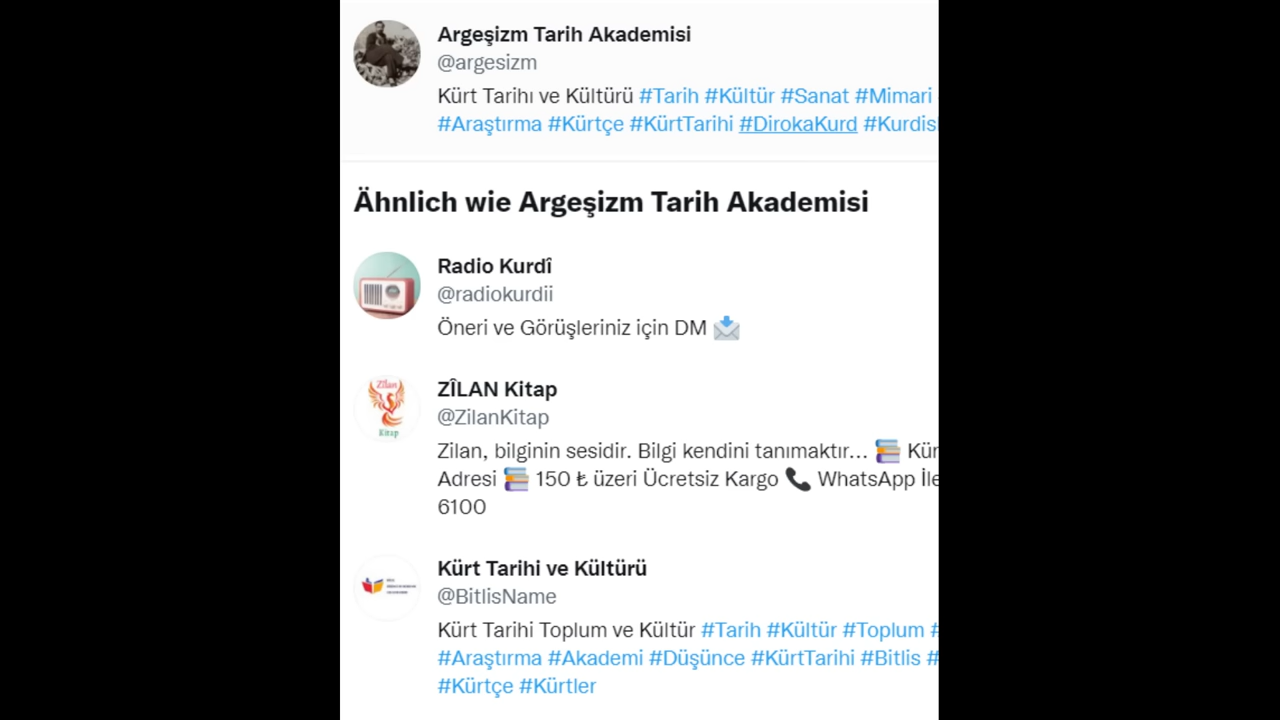 Argeşizm Tarih Akademisi
@argesizm
Kürt Tarihı ve Kültürü #Tarih #Kültür #Sanat #Mimari
#Araştırma #Kürtçe #KürtTarihi #DirokaKurd
Ähnlich wie Argeşizm Tarih Akademisi
Radio Kurdî
@radiokurdii
Öneri ve Görüşleriniz için DM 📩
Zîlan
Kitap
ZÎLAN Kitap
@ZilanKitap
Zilan, bilginin sesidir. Bilgi kendini tanımaktır... 📚
Adresi 📚 150 ₺ üzeri Ücretsiz Kargo 📞 WhatsApp
6100
Kürt Tarihi ve Kültürü
@BitlisName
Kürt Tarihi Toplum ve Kültür #Tarih #Kültür #Toplum #
#Araştırma #Akademi #Düşünce #KürtTarihi #Bitlis #
#Kürtçe #Kürtler